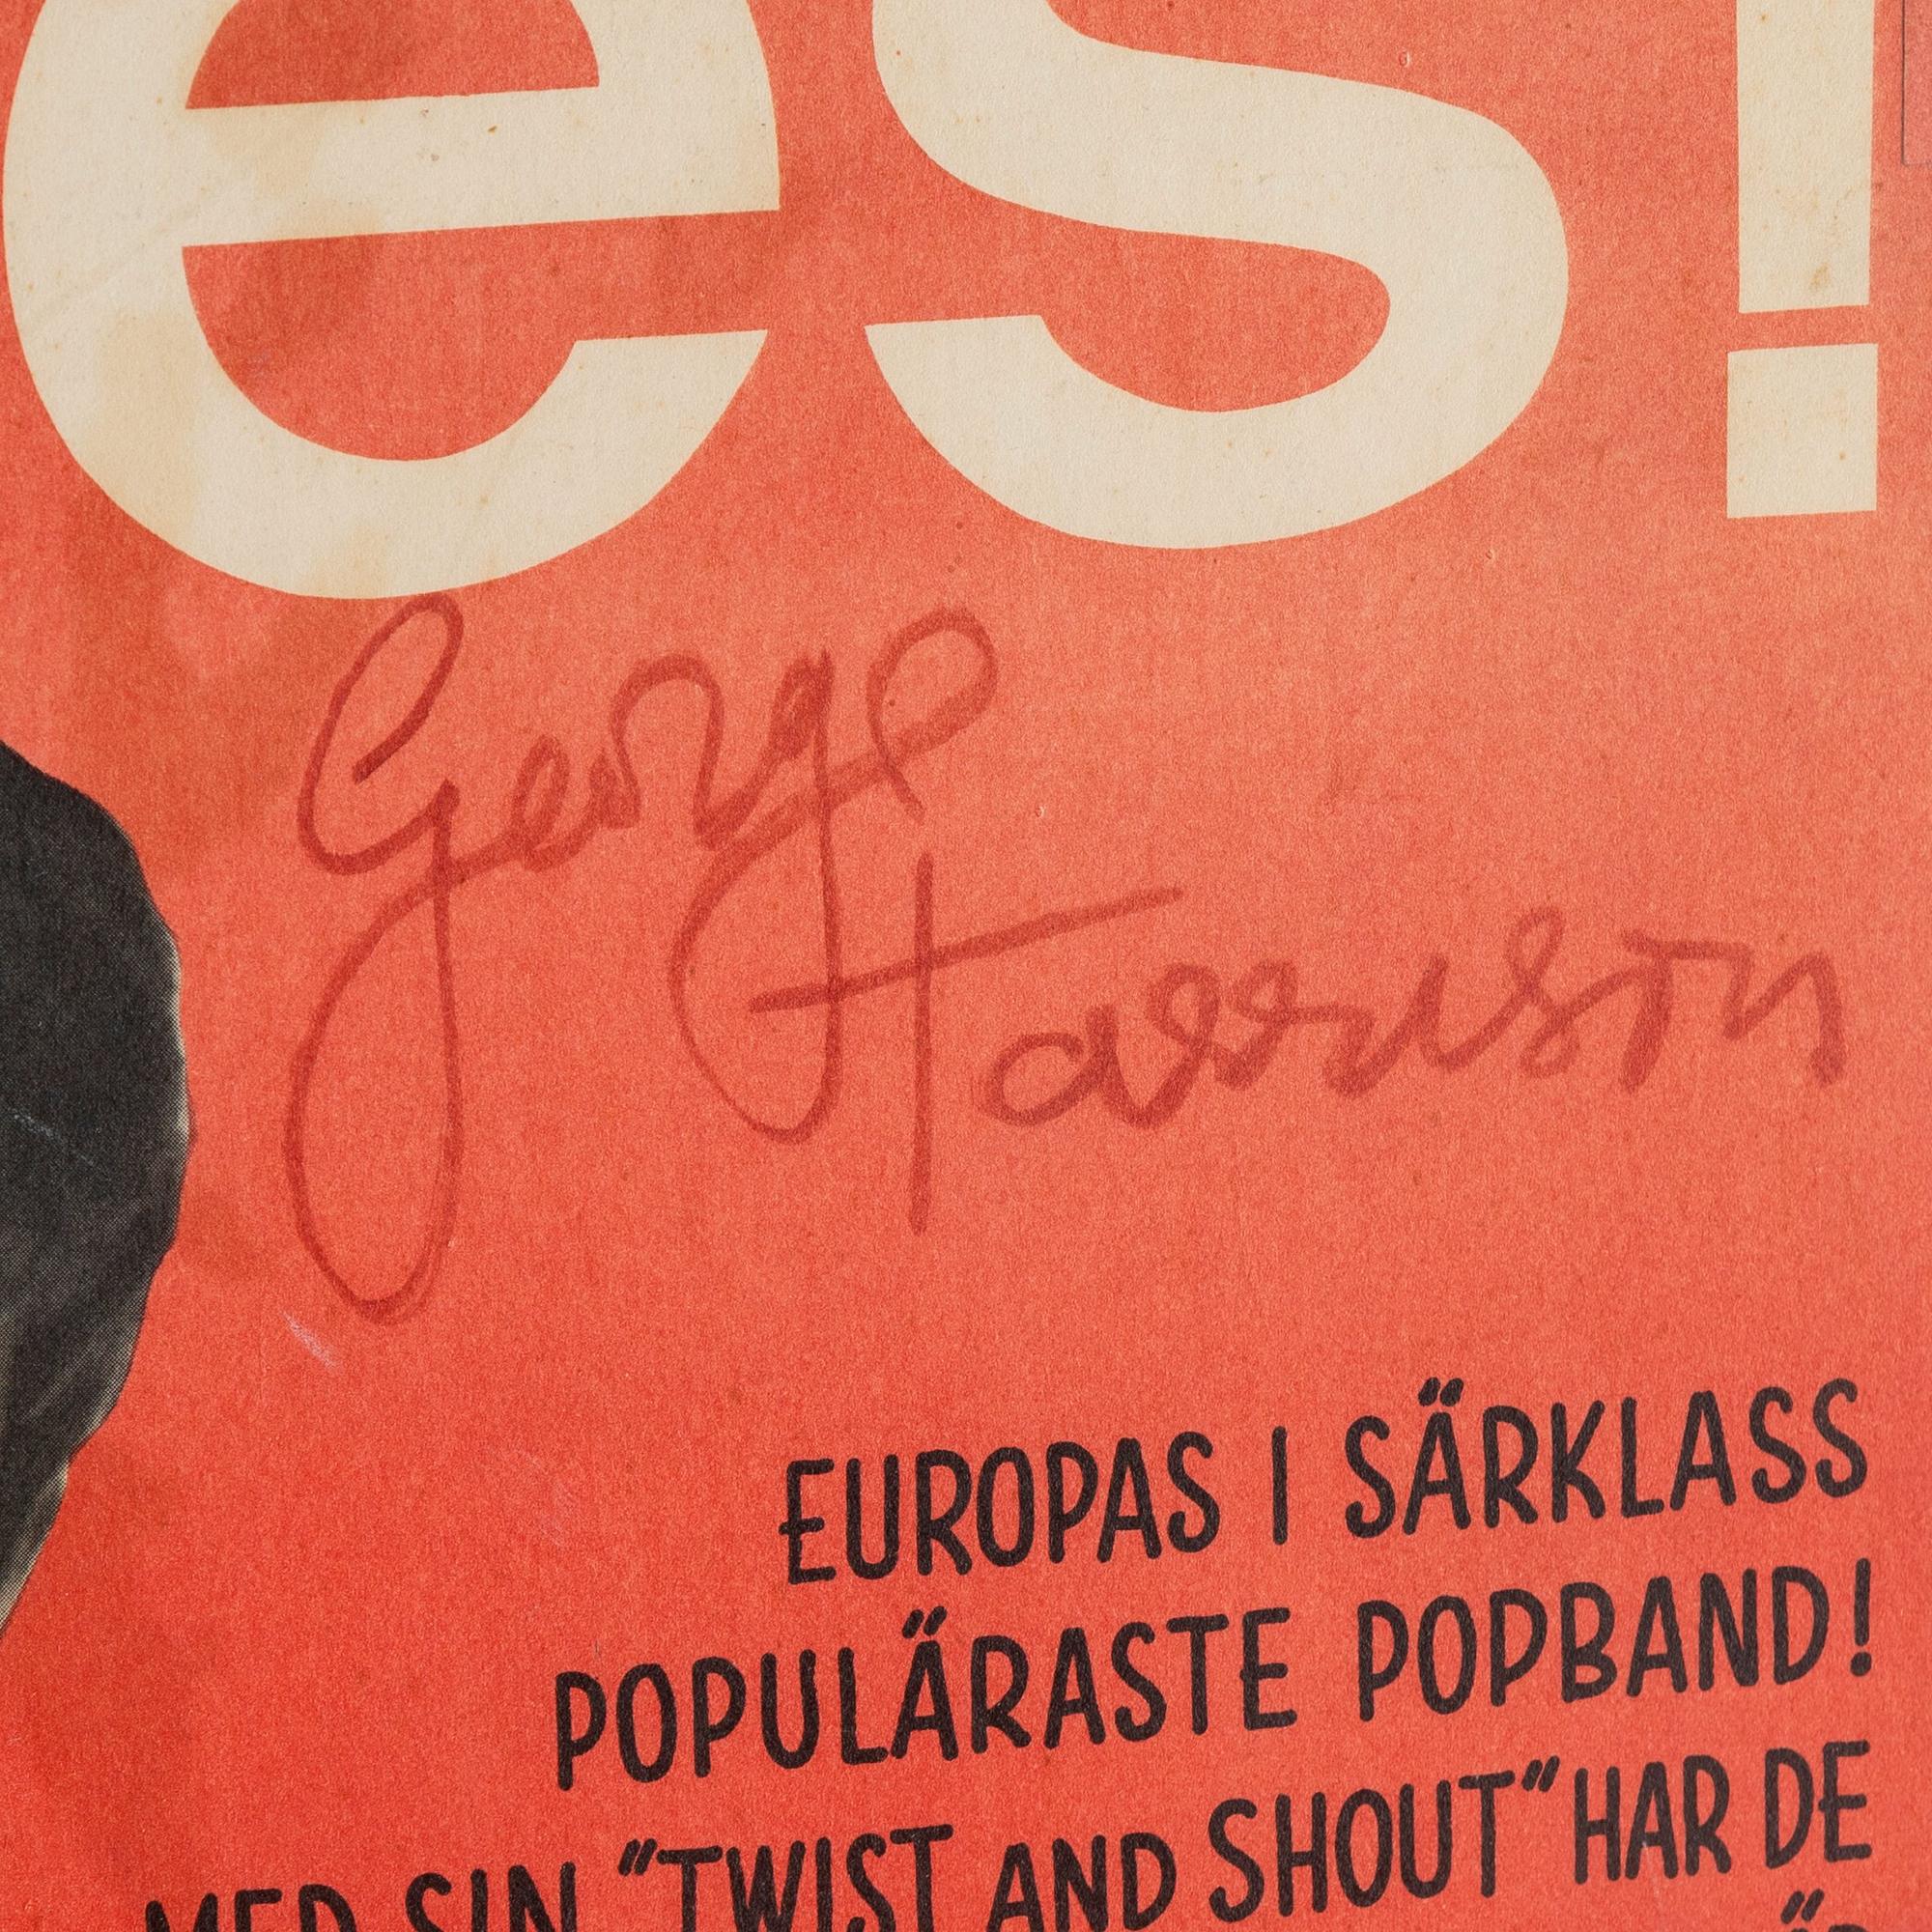 es!
George
Harrison
EUROPAS I SÄRKLASS
POPULÄRASTE POPBAND!
MED SIN "TWIST AND SHOUT" HAR DE